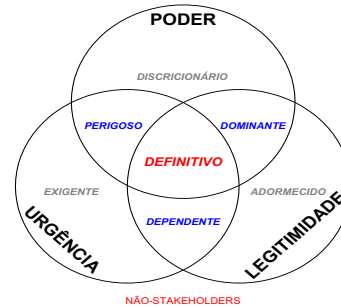 PODER
DISCRICIONÁRIO
PERIGOSO
DOMINANTE
DEFINITIVO
EXIGENTE
ADORMECIDO
URGÊNCIA
DEPENDENTE
LEGITIMIDADE
NÃO-STAKEHOLDERS